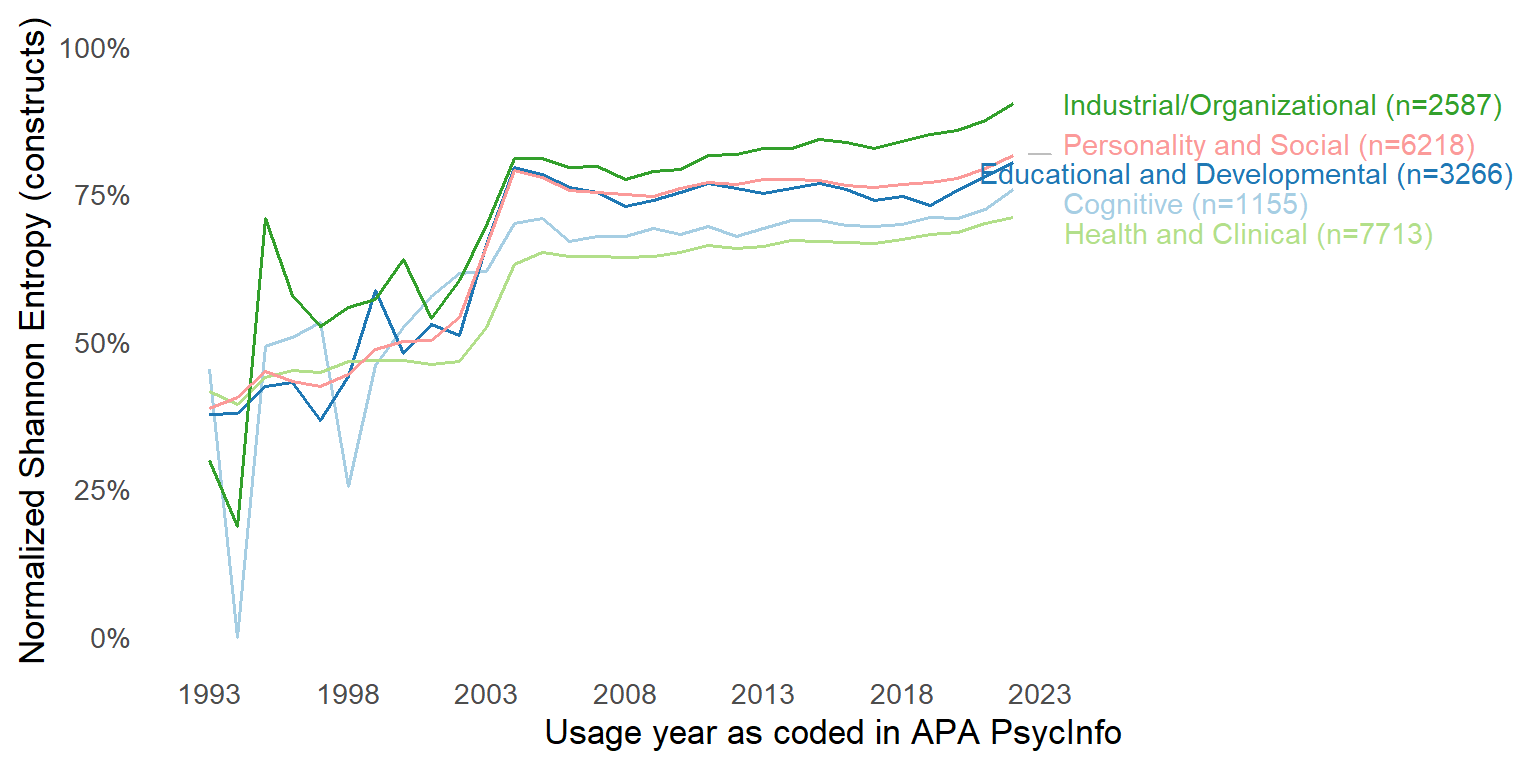 Normalized Shannon Entropy (constructs)
100%
75%
50%
25%
0%
Industrial/Organizational (n=2587)
Personality and Social (n=6218)
Educational and Developmental (n=3266)
Cognitive (n=1155)
Health and Clinical (n=7713)
1993 1998 2003 2008 2013 2018 2023
Usage year as coded in APA PsycInfo